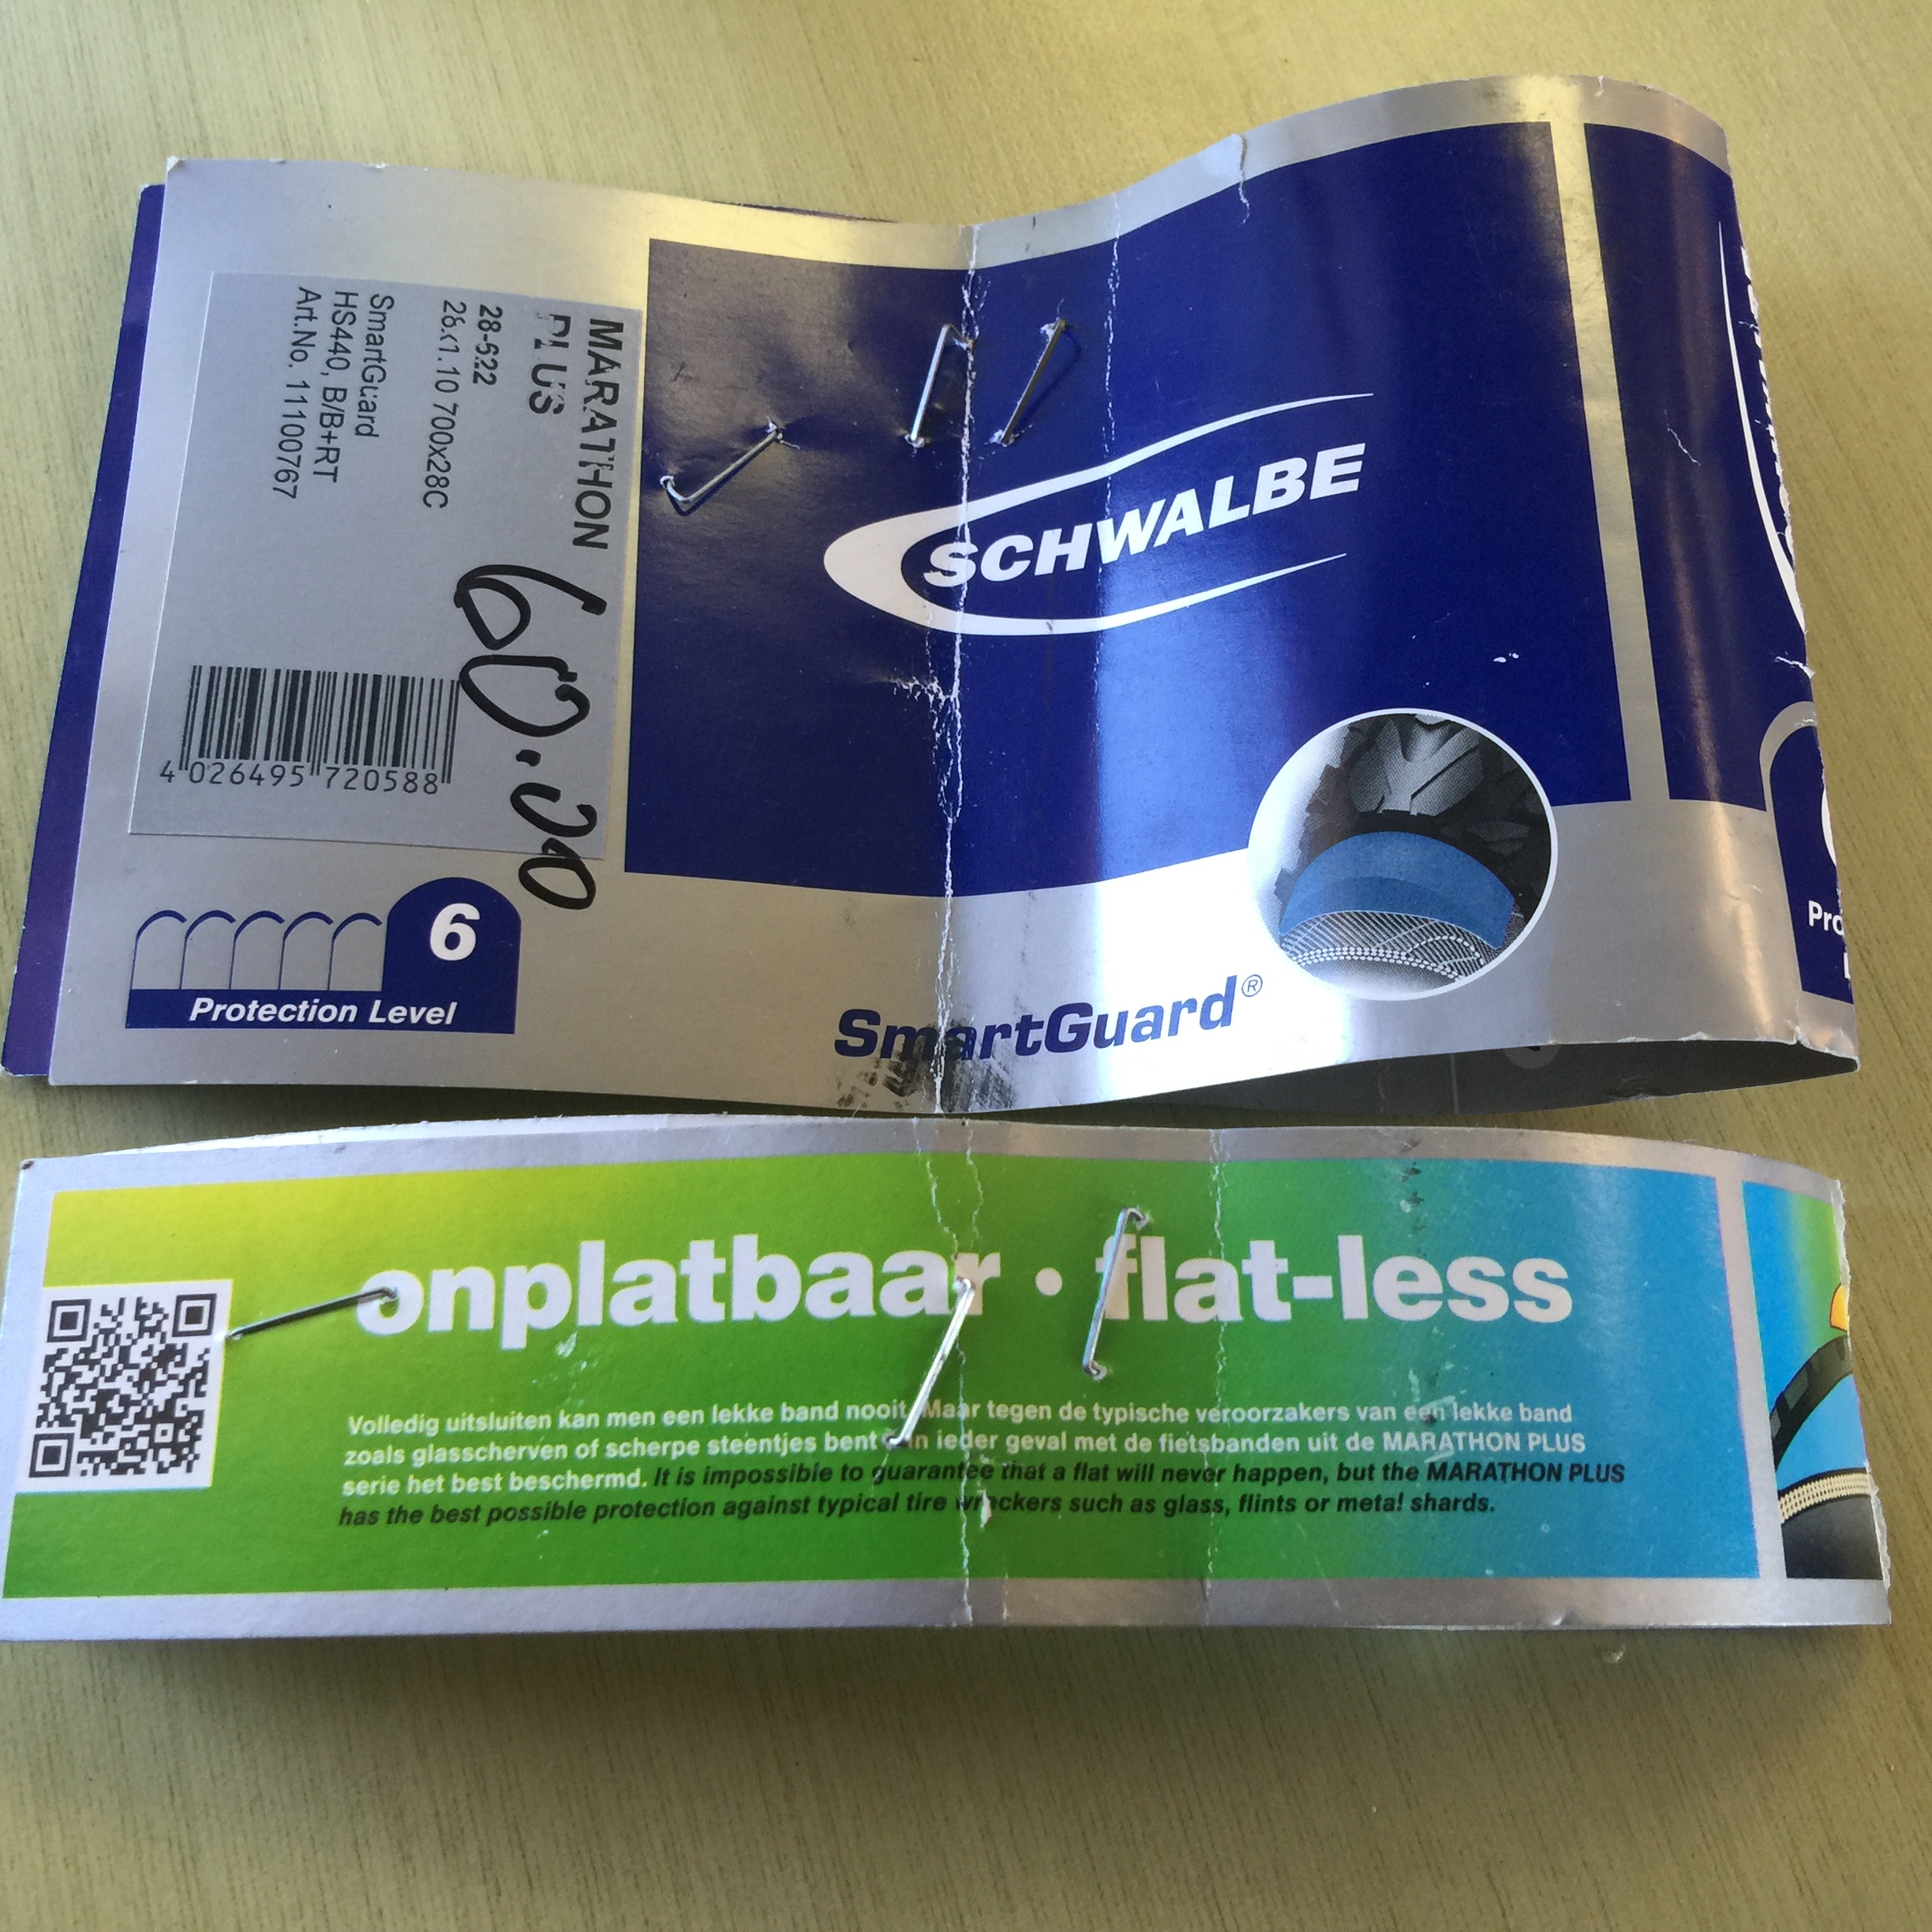 MARATHON
PLUS
28-622
28x1.10 700x28C
SmartGuard
HS440, B/B+RT
Art.No. 11100767
4 026495 720588
60.00
6
Protection Level
SCHWALBE
SmartGuard®
Pro
onplatbaar • flat-less
Volledig uitsluiten kan men een lekke band nooit. Maar tegen de typische veroorzakers van een lekke band
zoals glasscherven of scherpe steentjes bent in ieder geval met de fietsbanden uit de MARATHON PLUS
serie het best beschermd. It is impossible to guarantee that a flat will never happen, but the MARATHON PLUS
has the best possible protection against typical tire wreckers such as glass, flints or metal shards.